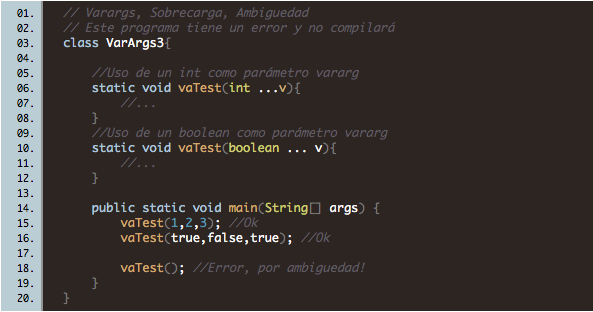 01. // Varargs, Sobrecarga, Ambiguedad
02. // Este programa tiene un error y no compilará
03. class VarArgs3{
04.
05. //Uso de un int como parámetro vararg
06. static void vaTest(int ...v){
07. //...
08. }
09. //Uso de un boolean como parámetro vararg
10. static void vaTest(boolean ... v){
11. //...
12. }
13.
14. public static void main(String[] args) {
15. vaTest(1,2,3); //Ok
16. vaTest(true,false,true); //Ok
17.
18. vaTest(); //Error, por ambiguedad!
19. }
20. }